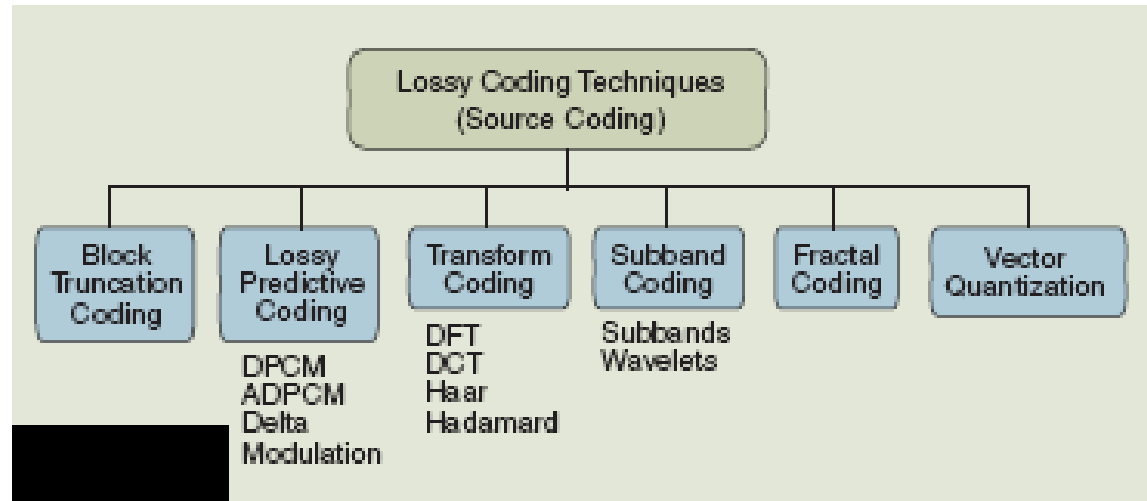 Lossy Coding Techniques
(Source Coding)
Block
Truncation
Coding
Lossy
Predictive
Coding
DPCM
ADPCM
Delta
Modulation
Transform
Coding
DFT
DCT
Haar
Hadamard
Subband
Coding
Subbands
Wavelets
Fractal
Coding
Vector
Quantization